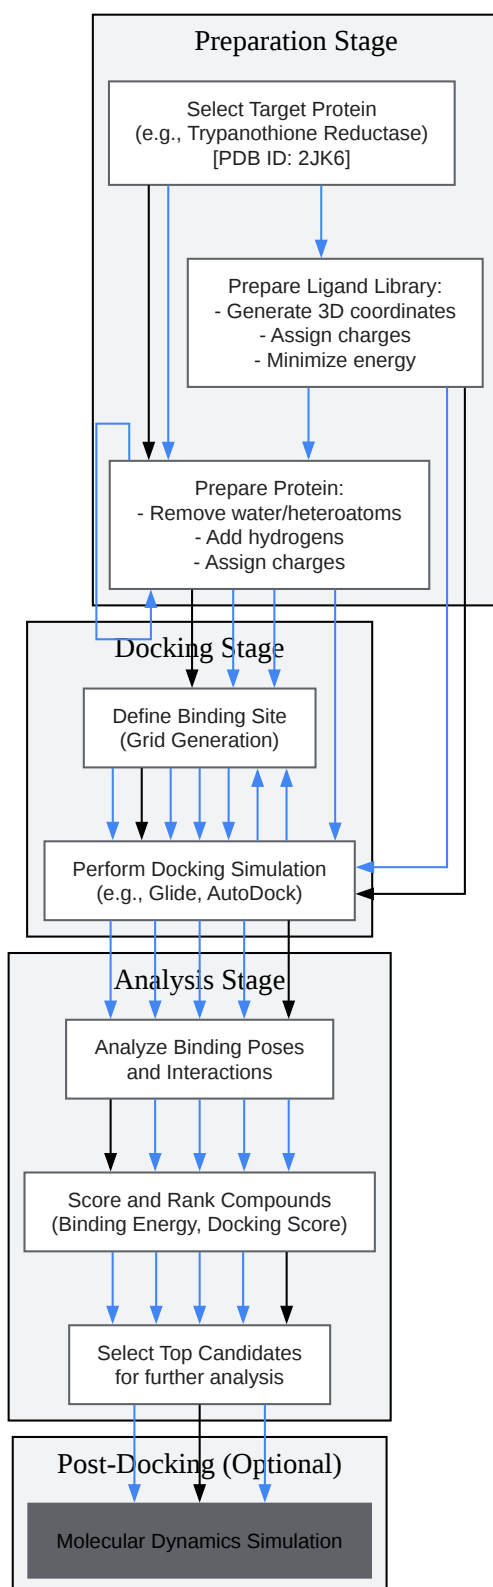 Preparation Stage
Select Target Protein
(e.g., Trypanothione Reductase)
[PDB ID: 2JK6]
Prepare Ligand Library:
- Generate 3D coordinates
- Assign charges
- Minimize energy
Prepare Protein:
- Remove water/heteroatoms
- Add hydrogens
- Assign charges
Docking Stage
Define Binding Site
(Grid Generation)
Perform Docking Simulation
(e.g., Glide, AutoDock)
Analysis Stage
Analyze Binding Poses
and Interactions
Score and Rank Compounds
(Binding Energy, Docking Score)
Select Top Candidates
for further analysis
Post-Docking (Optional)
Molecular Dynamics Simulation